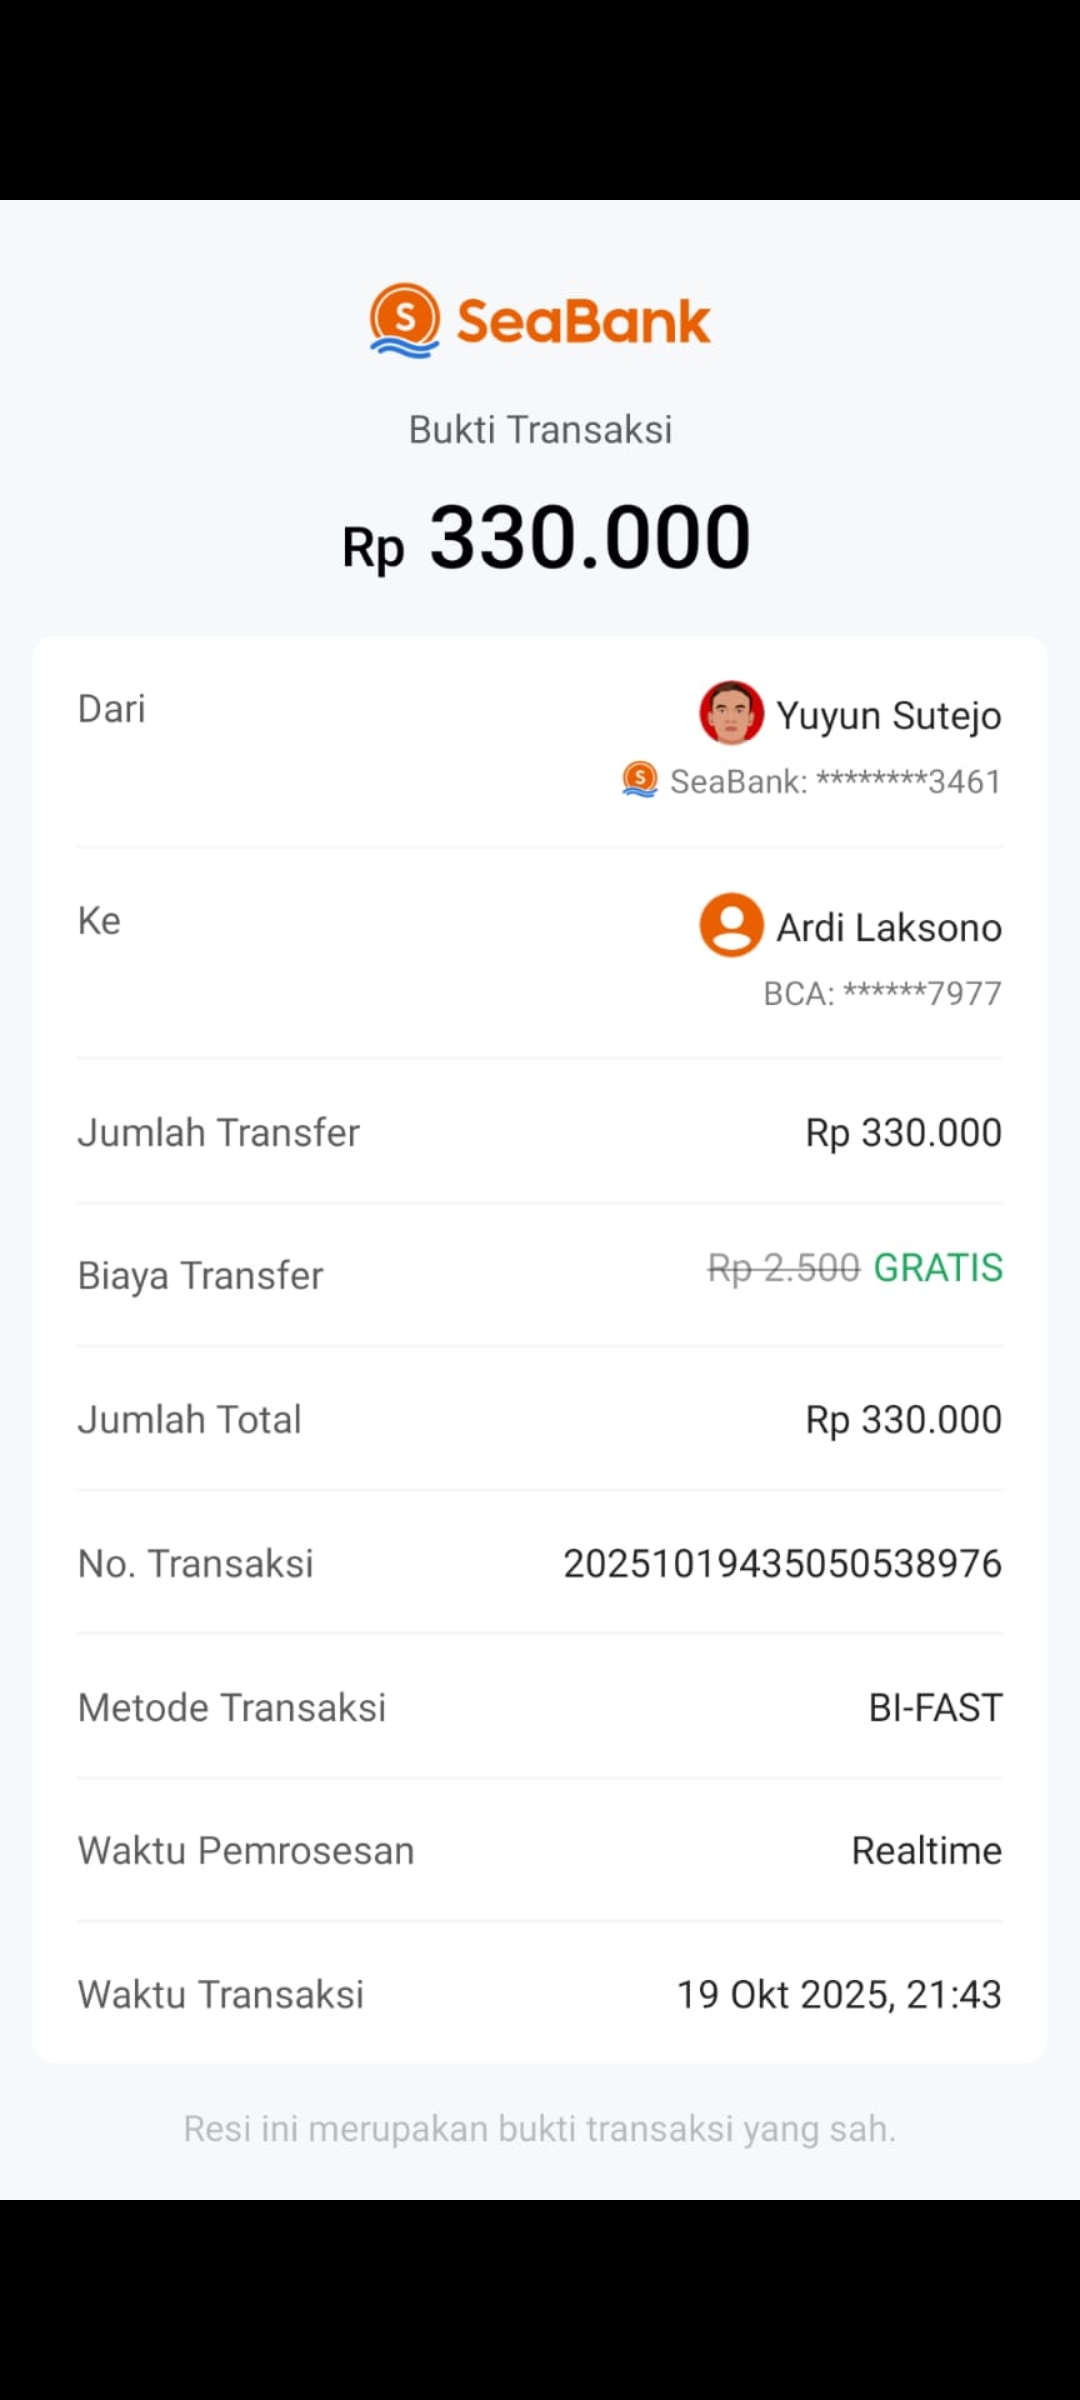 SeaBank
Bukti Transaksi
Rp 330.000
Dari
Yuyun Sutejo
SeaBank: ********3461
Ke
Ardi Laksono
BCA: ******7977
Jumlah Transfer Rp 330.000
Biaya Transfer Rp 2.500 GRATIS
Jumlah Total Rp 330.000
No. Transaksi 20251019435050538976
Metode Transaksi BI-FAST
Waktu Pemrosesan Realtime
Waktu Transaksi 19 Okt 2025, 21:43
Resi ini merupakan bukti transaksi yang sah.